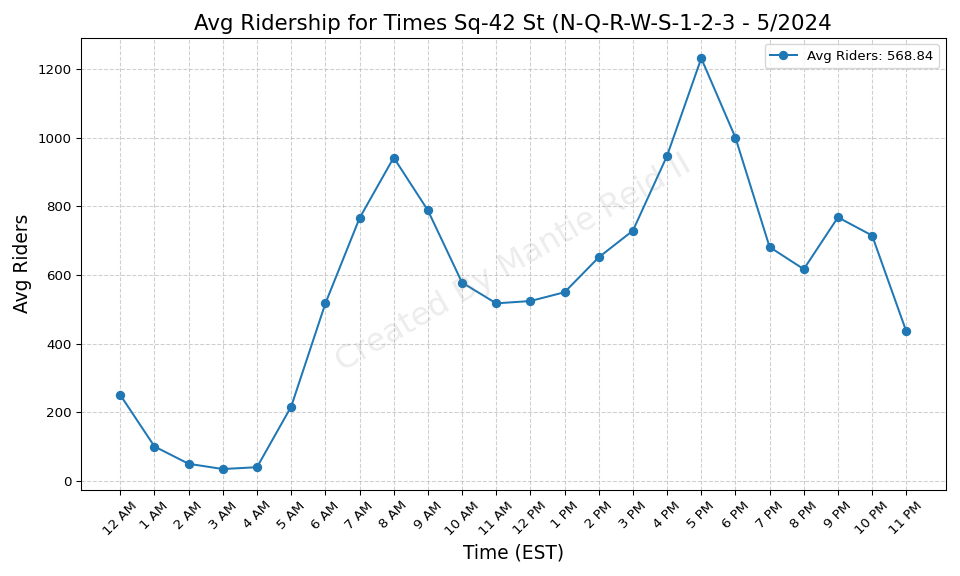 Avg Ridership for Times Sq-42 St (N-Q-R-W-S-1-2-3 - 5/2024
Avg Riders: 568.84
Avg Riders
1200
1000
800
600
400
200
0
Created By Mantie Reid II
12 AM
1 AM
2 AM
3 AM
4 AM
5 AM
6 AM
7 AM
8 AM
9 AM
10 AM
11 AM
12 PM
1 PM
2 PM
3 PM
4 PM
5 PM
6 PM
7 PM
8 PM
9 PM
10 PM
11 PM
Time (EST)